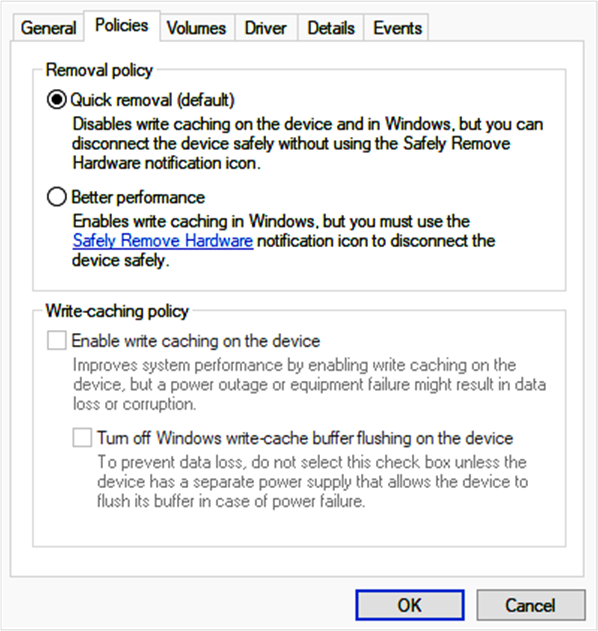 General Policies Volumes Driver Details Events
Removal policy
Quick removal (default)
Disables write caching on the device and in Windows, but you can
disconnect the device safely without using the Safely Remove
Hardware notification icon.
Better performance
Enables write caching in Windows, but you must use the
Safely Remove Hardware notification icon to disconnect the
device safely.
Write-caching policy
Enable write caching on the device
Improves system performance by enabling write caching on the
device, but a power outage or equipment failure might result in data
loss or corruption.
Turn off Windows write-cache buffer flushing on the device
To prevent data loss, do not select this check box unless the
device has a separate power supply that allows the device to
flush its buffer in case of power failure.
OK Cancel